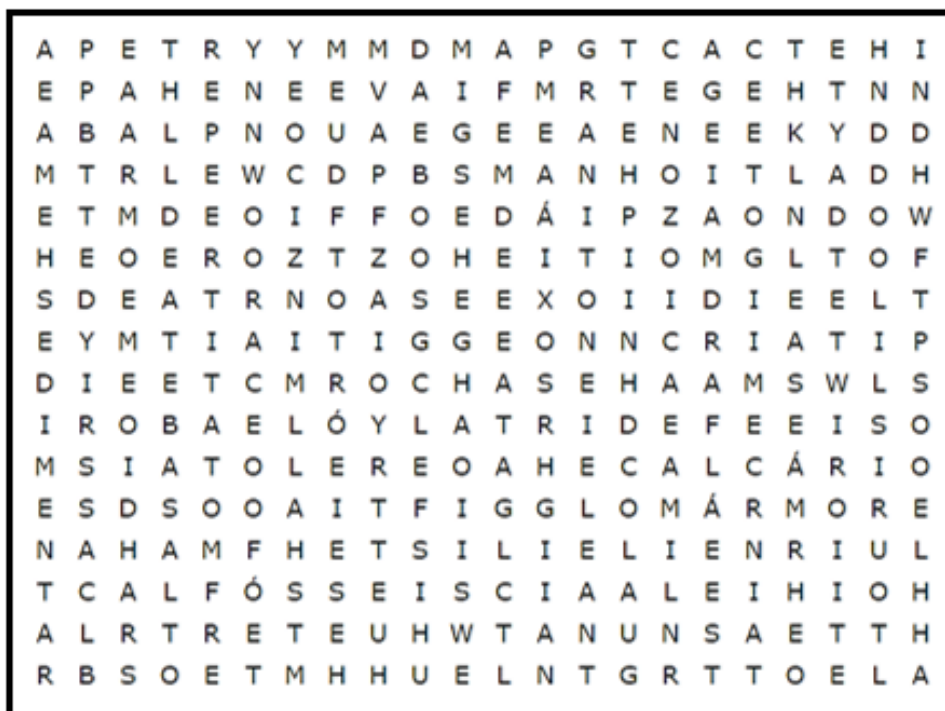 A P E T R Y Y M M D M A P G T C A C T E H I
E P A H E N E E V A I F M R T E G E H T N N
A B A L P N O U A E G E E A E N E E K Y D D
M T R L E W C D P B S M A N H O I T L A D H
E T M D E O I F F O E D Á I P Z A O N D O W
H E O E R O Z T Z O H E I T I O M G L T O F
S D E A T R N O A S E E X O I I D I E E L T
E Y M T I A I T I G G E O N N C R I A T I P
D I E E T C M R O C H A S E H A A M S W L S
I R O B A E L Ó Y L A T R I D E F E E I S O
M S I A T O L E R E O A H E C A L C Á R I O
E S D S O O A I T F I G G L O M Á R M O R E
N A H A M F H E T S I L I E L I E N R I U L
T C A L F Ó S S E I S C I A A L E I H I O H
A L R T R E T E U H W T A N U N S A E T T H
R B S O E T M H H U E L N T G R T T O E L A